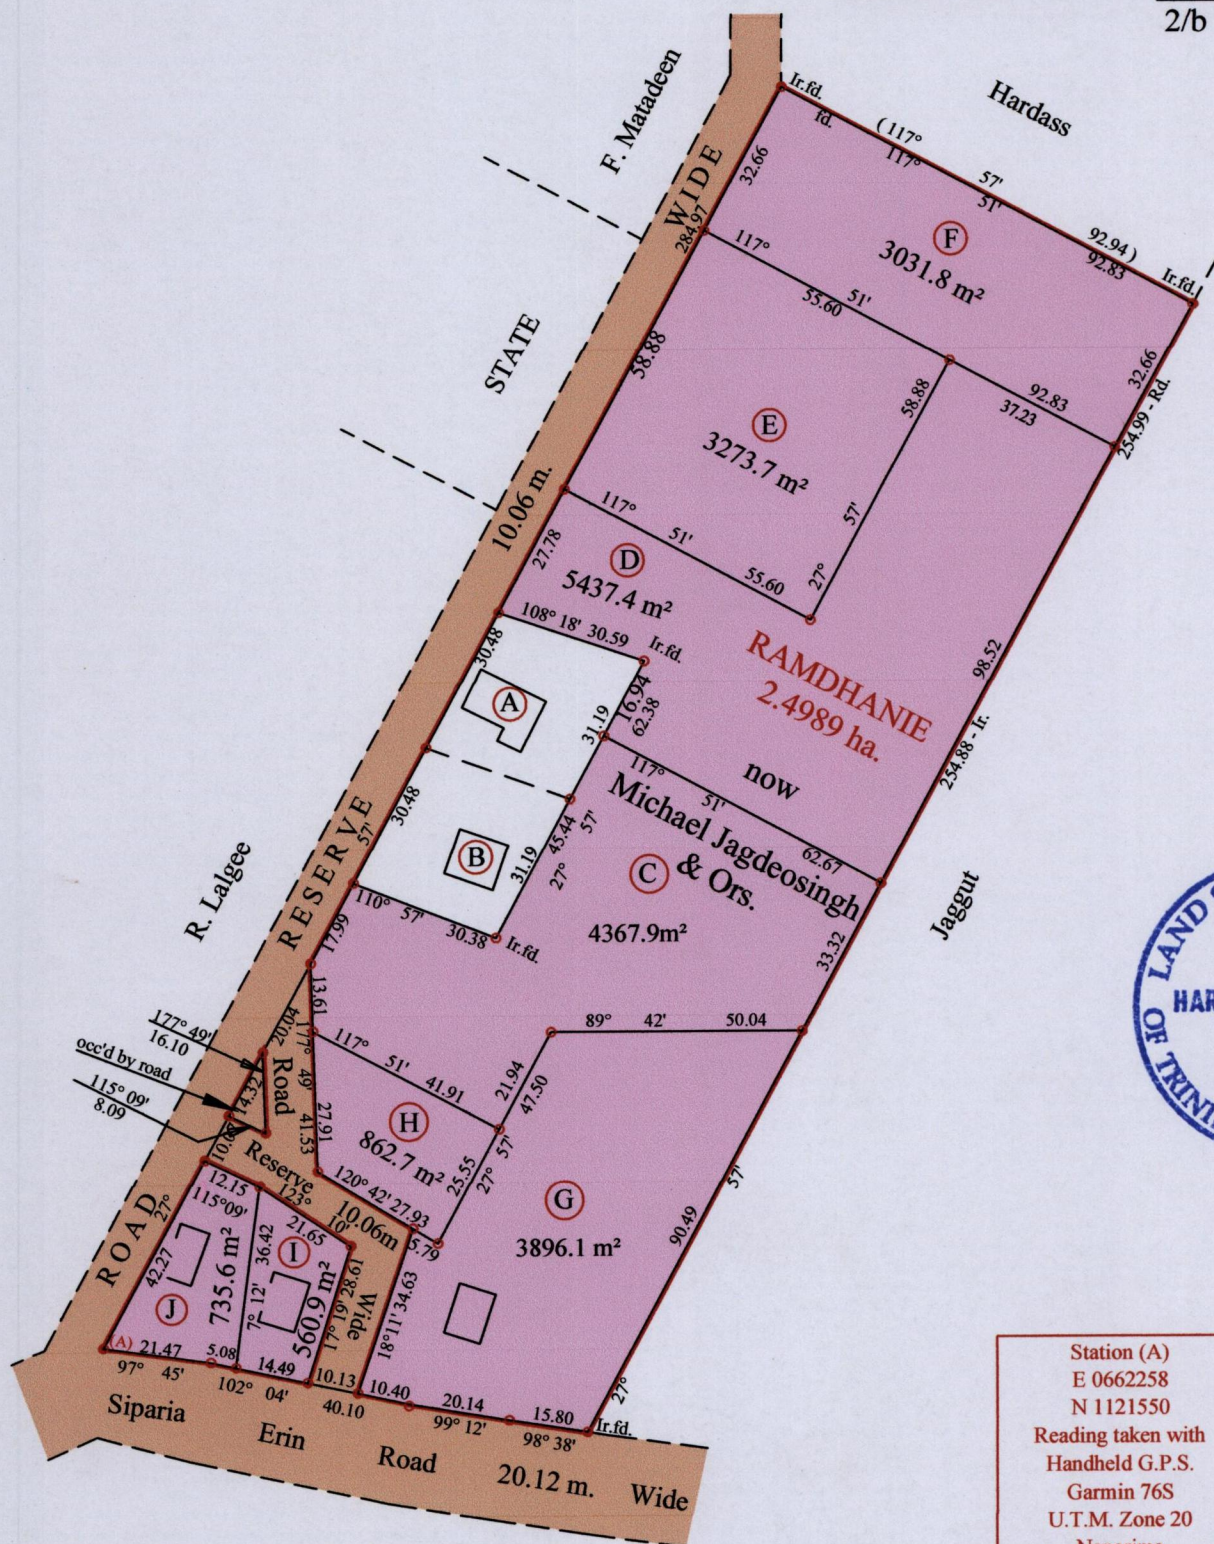 2/b
F. Matadeen
Hardass
Ir.fd.
fd.
( 117° 57' 92.94 )
117° 51' 92.83
Ir.fd.
WIDE
284.97
32.66
F
3031.8 m²
117° 51'
55.60
92.83
37.23
32.66
254.99 - Rd.
STATE
58.88
E
3273.7 m²
58.88
27° 57'
10.06 m.
117° 51' 55.60
27.78
D
5437.4 m²
108° 18' 30.59
Ir.fd.
RAMDHANIE
2.4989 ha.
98.52
30.48
A
16.94
31.19
62.38
254.88 - Ir.
now
117° 51' 62.67
Michael Jagdeosingh
& Ors.
30.48
57'
B
31.19
45.44
27° 57'
C
4367.9m²
R. Lalgee
RESERVE
110° 57' 30.38
Ir.fd.
17.99
33.32
Jaggut
LAND
HAR
OF TRINI
13.61
89° 42' 50.04
177° 49'
16.10
occ'd by road
115° 09'
8.09
20.04
14.32
Road
177° 49'
117° 51' 41.91
21.94
47.50
27.91
41.53
H
862.7 m²
27° 57'
25.55
57'
Reserve
120° 42' 27.93
10.06m
5.79
G
3896.1 m²
90.49
ROAD
27°
12.15
115°09'
123° 10'
21.65
36.42
I
42.27
J
735.6 m²
7° 12'
560.9 m²
17° 19' 28.61
Wide
18°11' 34.63
(A)
21.47
5.08
14.49
10.13
10.40
20.14
15.80
27°
Ir.fd.
97° 45'
102° 04'
40.10
99° 12'
98° 38'
Siparia Erin Road 20.12 m. Wide
Station (A)
E 0662258
N 1121550
Reading taken with
Handheld G.P.S.
Garmin 76S
U.T.M. Zone 20